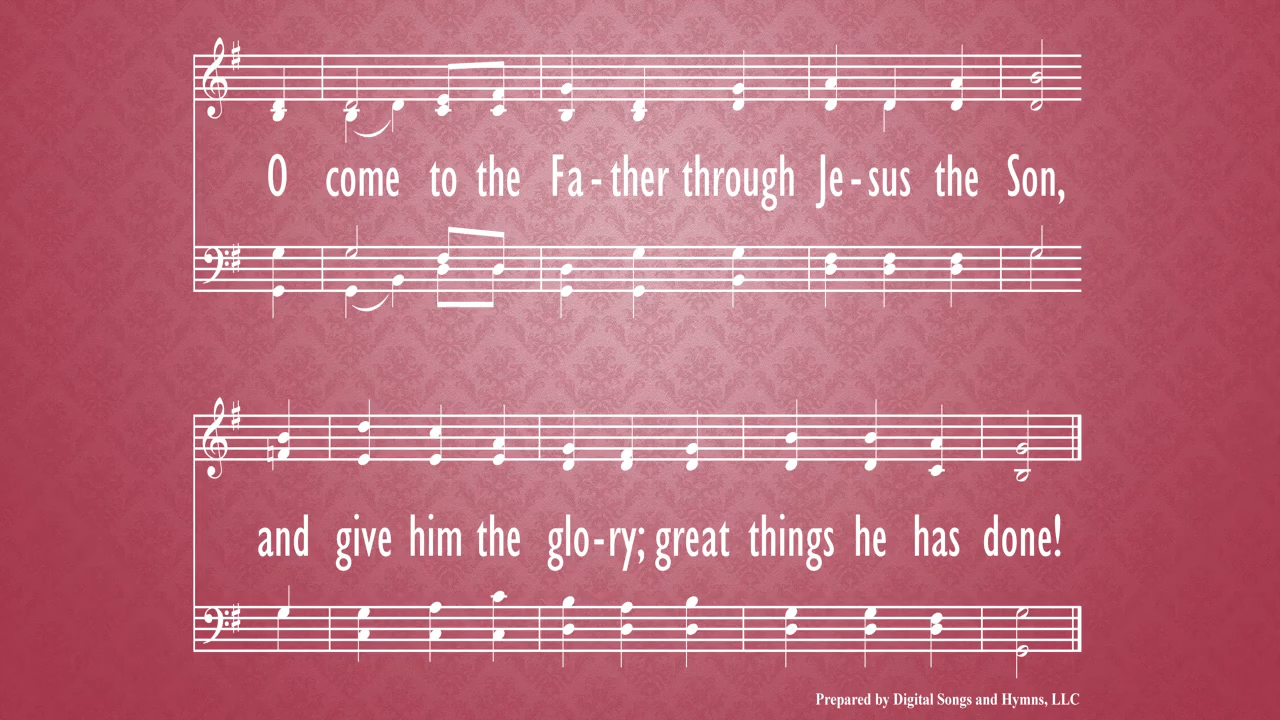 O come to the Fa-ther through Je-sus the Son,
and give him the glo-ry; great things he has done!
Prepared by Digital Songs and Hymns, LLC